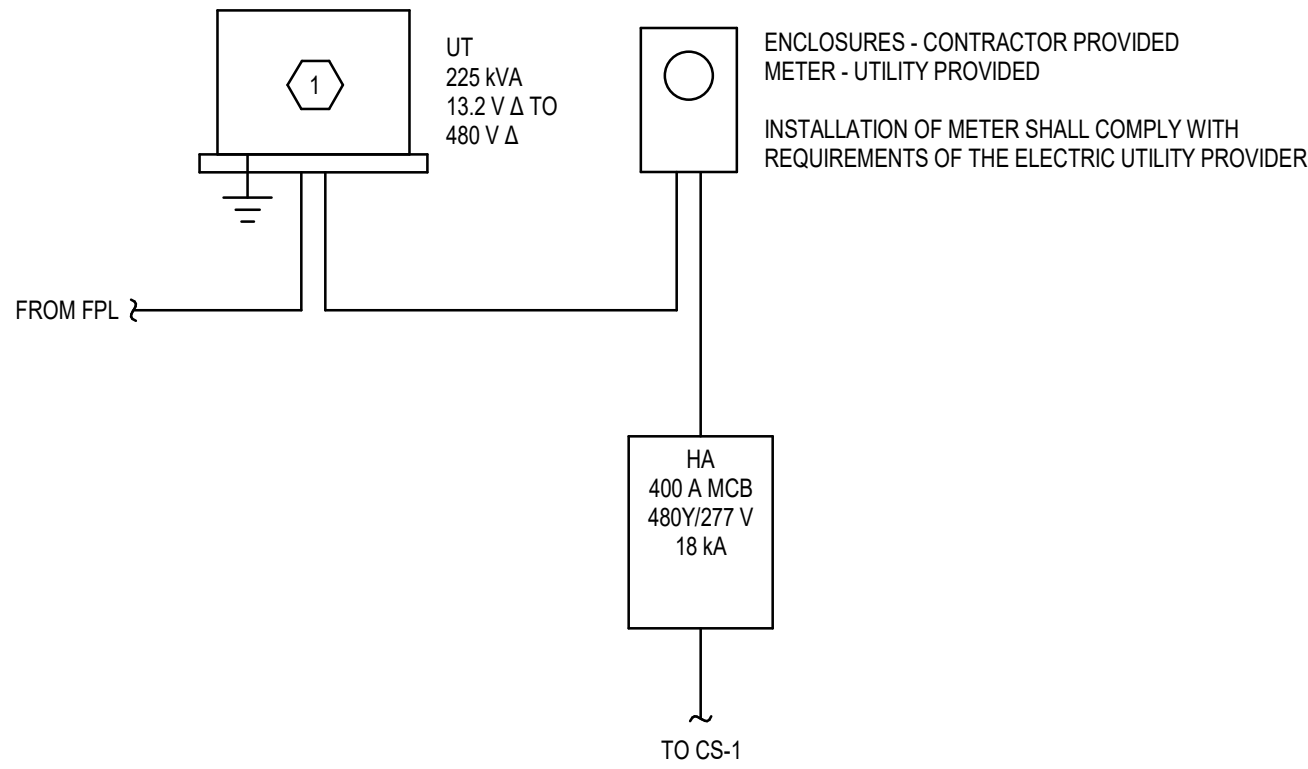 1
UT
225 kVA
13.2 V Δ TO
480 V Δ
ENCLOSURES - CONTRACTOR PROVIDED
METER - UTILITY PROVIDED
INSTALLATION OF METER SHALL COMPLY WITH
REQUIREMENTS OF THE ELECTRIC UTILITY PROVIDER
FROM FPL
HA
400 A MCB
480Y/277 V
18 kA
TO CS-1